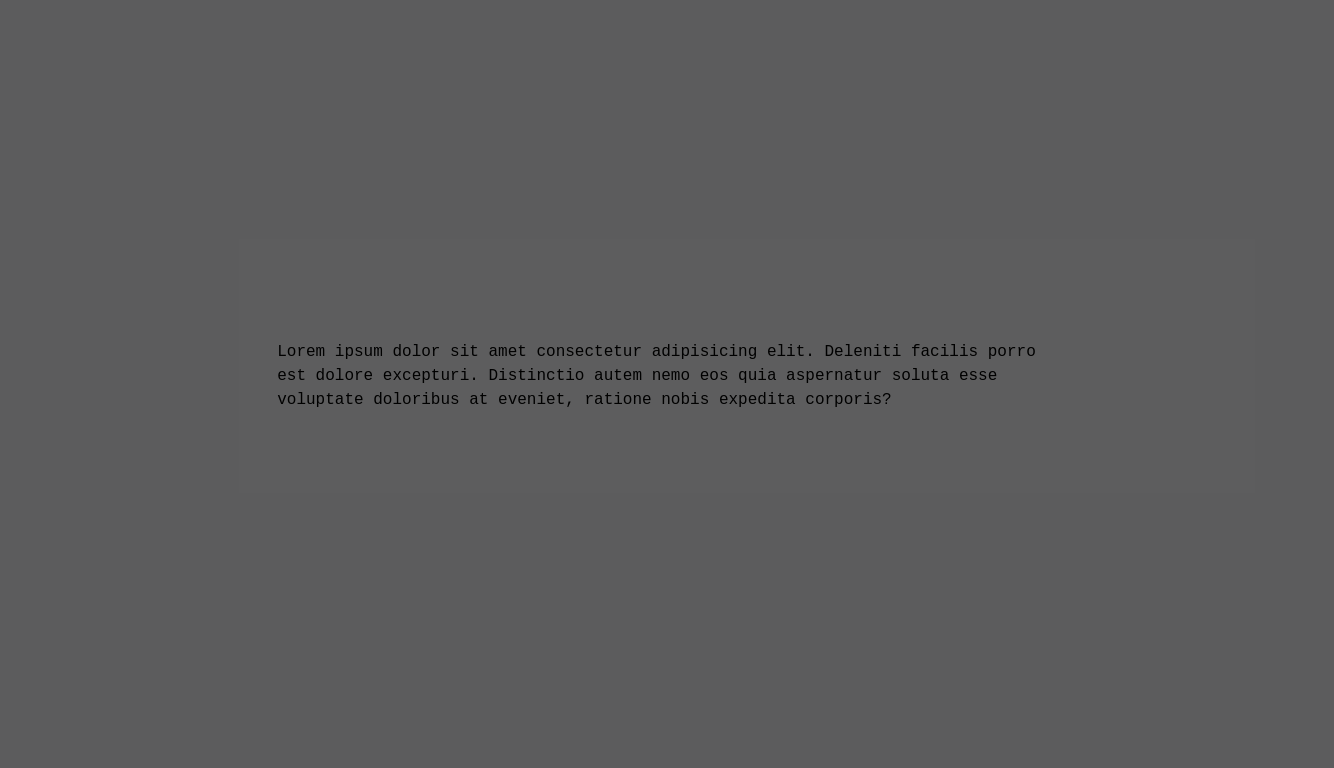 Lorem ipsum dolor sit amet consectetur adipisicing elit. Deleniti facilis porro
est dolore excepturi. Distinctio autem nemo eos quia aspernatur soluta esse
voluptate doloribus at eveniet, ratione nobis expedita corporis?